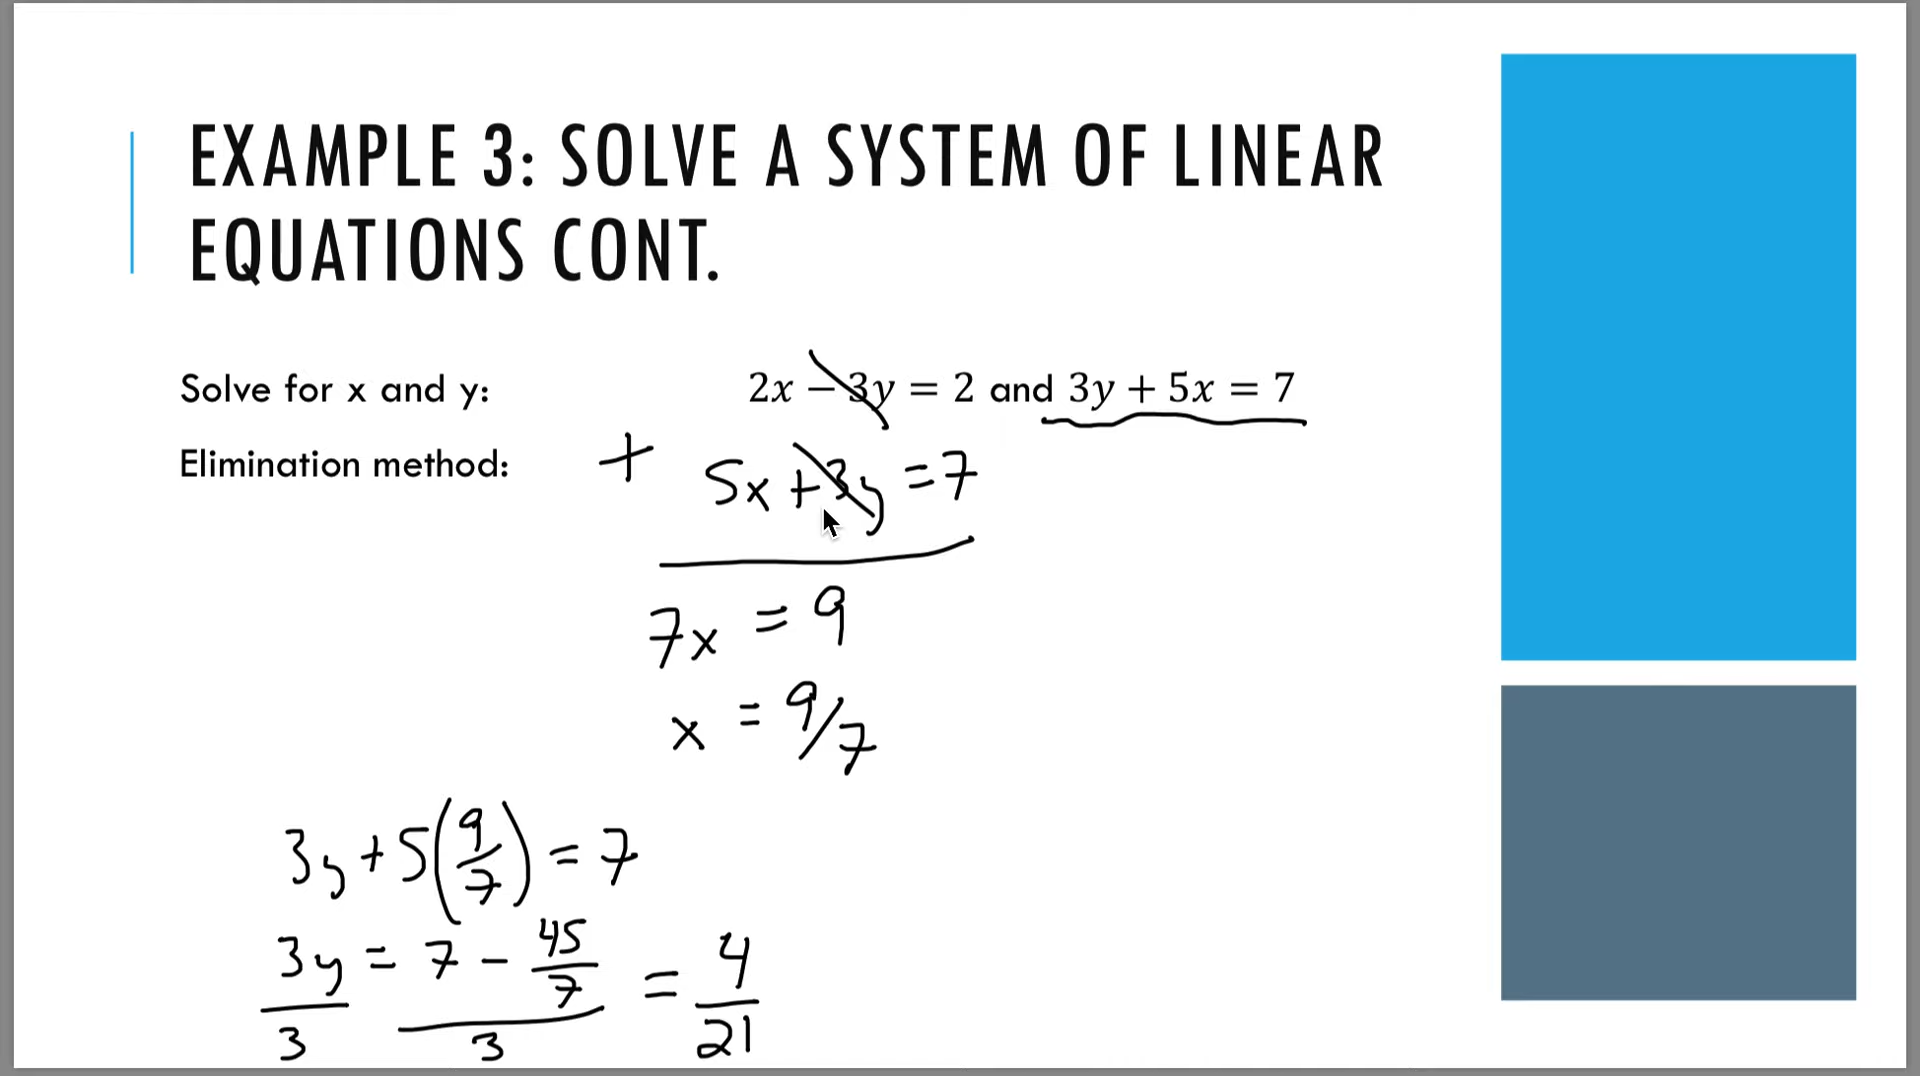 EXAMPLE 3: SOLVE A SYSTEM OF LINEAR
EQUATIONS CONT.
Solve for x and y: 2x − 3y = 2 and 3y + 5x = 7
Elimination method: + 5x + 3y = 7
7x = 9
x = 9/7
3y + 5(9/7) = 7
3y/3 = (7 − 45/7)/3 = 4/21